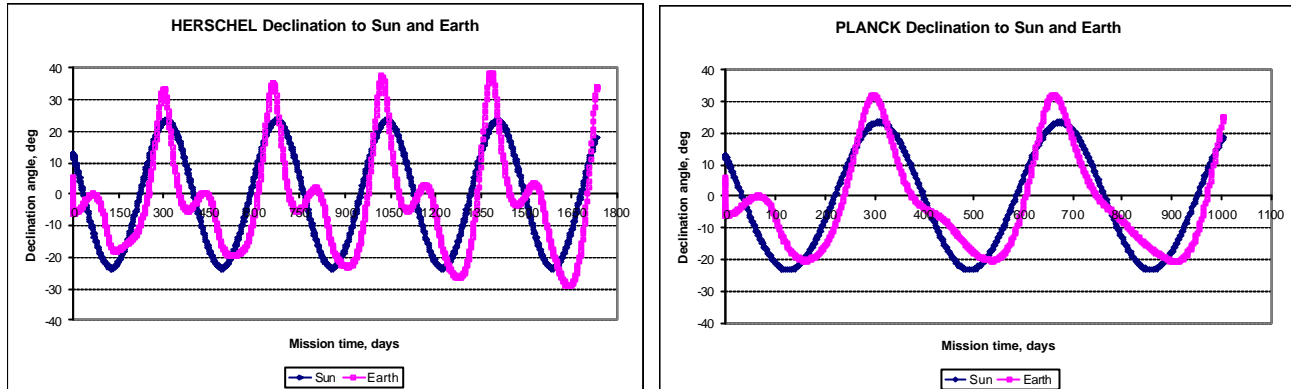 HERSCHEL Declination to Sun and Earth
40
30
20
10
0
-10
-20
-30
-40
0 150 300 450 600 750 900 1050 1200 1350 1500 1650 1800
Declination angle, deg
Mission time, days
Sun Earth
PLANCK Declination to Sun and Earth
40
30
20
10
0
-10
-20
-30
-40
0 100 200 300 400 500 600 700 800 900 1000 1100
Declination angle, deg
Mission time, days
Sun Earth